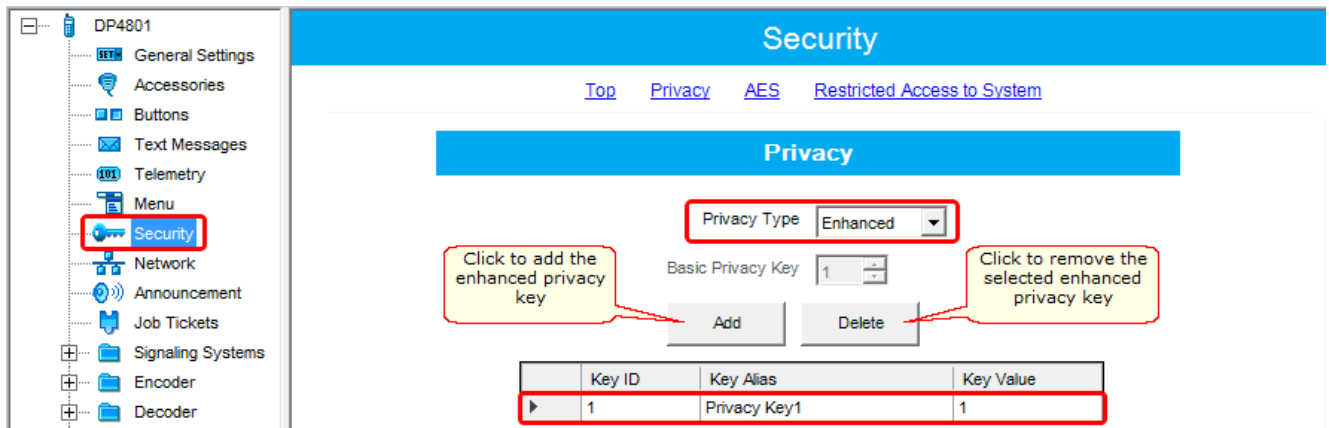 DP4801
SET
General Settings
Accessories
Buttons
Text Messages
101
Telemetry
Menu
Security
Network
Announcement
Job Tickets
Signaling Systems
Encoder
Decoder
Security
Top Privacy AES Restricted Access to System
Privacy
Privacy Type Enhanced
Click to add the
enhanced privacy
key
Basic Privacy Key 1
Click to remove the
selected enhanced
privacy key
Add Delete
Key ID Key Alias Key Value
1 Privacy Key1 1